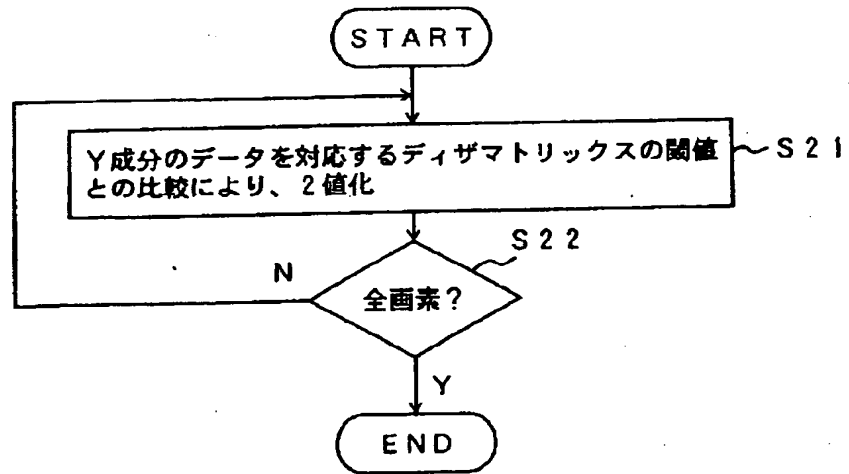 START
Y成分のデータを対応するディザマトリックスの閾値
との比較により、2値化
S21
S22
N
全画素?
Y
END